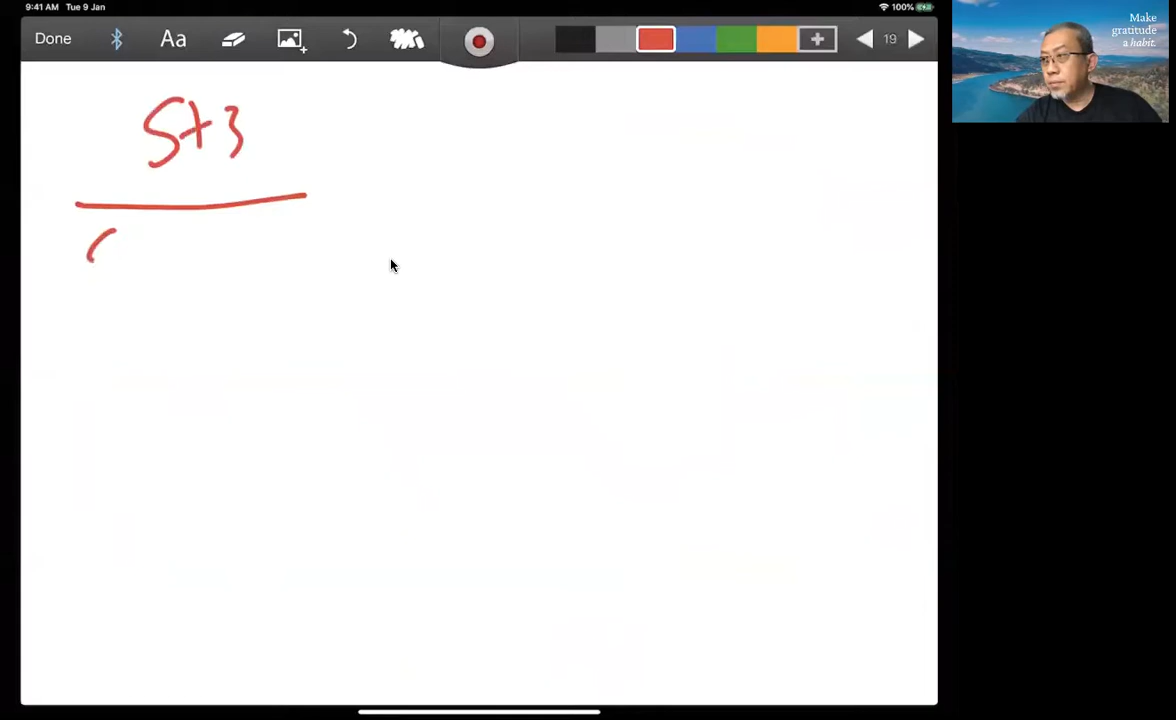 9:41 AM Tue 9 Jan 100%
Done Aa 19
Make
gratitude
a habit.
S+3
(